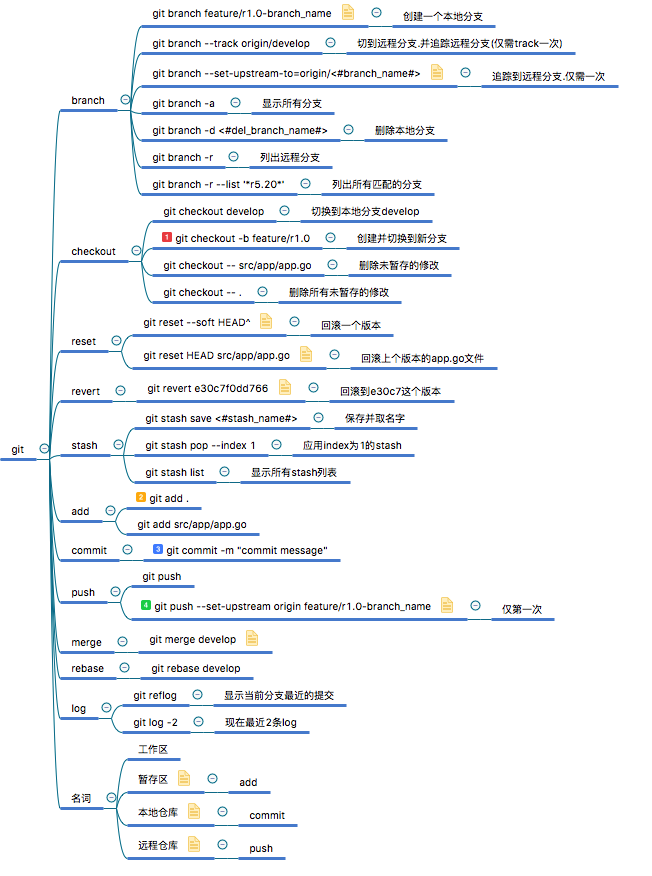 git
branch
git branch feature/r1.0-branch_name
创建一个本地分支
git branch --track origin/develop
切到远程分支.并追踪远程分支(仅需track一次)
git branch --set-upstream-to=origin/<#branch_name#>
追踪到远程分支.仅需一次
git branch -a
显示所有分支
git branch -d <#del_branch_name#>
删除本地分支
git branch -r
列出远程分支
git branch -r --list '*r5.20*'
列出所有匹配的分支
checkout
git checkout develop
切换到本地分支develop
1 git checkout -b feature/r1.0
创建并切换到新分支
git checkout -- src/app/app.go
删除未暂存的修改
git checkout -- .
删除所有未暂存的修改
reset
git reset --soft HEAD^
回滚一个版本
git reset HEAD src/app/app.go
回滚上个版本的app.go文件
revert
git revert e30c7f0dd766
回滚到e30c7这个版本
stash
git stash save <#stash_name#>
保存并取名字
git stash pop --index 1
应用index为1的stash
git stash list
显示所有stash列表
add
2 git add .
git add src/app/app.go
commit
3 git commit -m "commit message"
push
git push
4 git push --set-upstream origin feature/r1.0-branch_name
仅第一次
merge
git merge develop
rebase
git rebase develop
log
git reflog
显示当前分支最近的提交
git log -2
现在最近2条log
名词
工作区
暂存区
add
本地仓库
commit
远程仓库
push